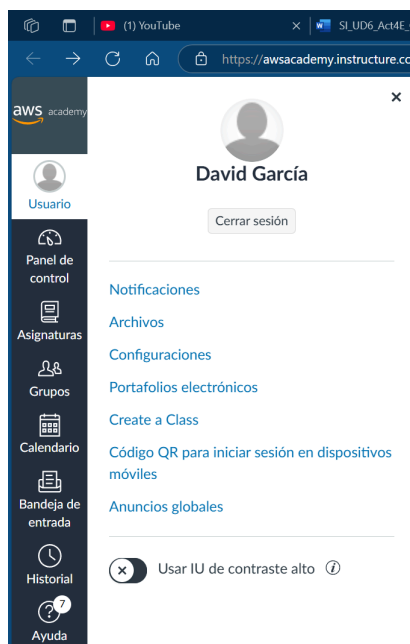 (1) YouTube
SI_UD6_Act4E_
https://awsacademy.instructure.co
aws academy
David García
Cerrar sesión
Usuario
Panel de
control
Asignaturas
Grupos
Calendario
Bandeja de
entrada
Historial
7
Ayuda
Notificaciones
Archivos
Configuraciones
Portafolios electrónicos
Create a Class
Código QR para iniciar sesión en dispositivos
móviles
Anuncios globales
Usar IU de contraste alto